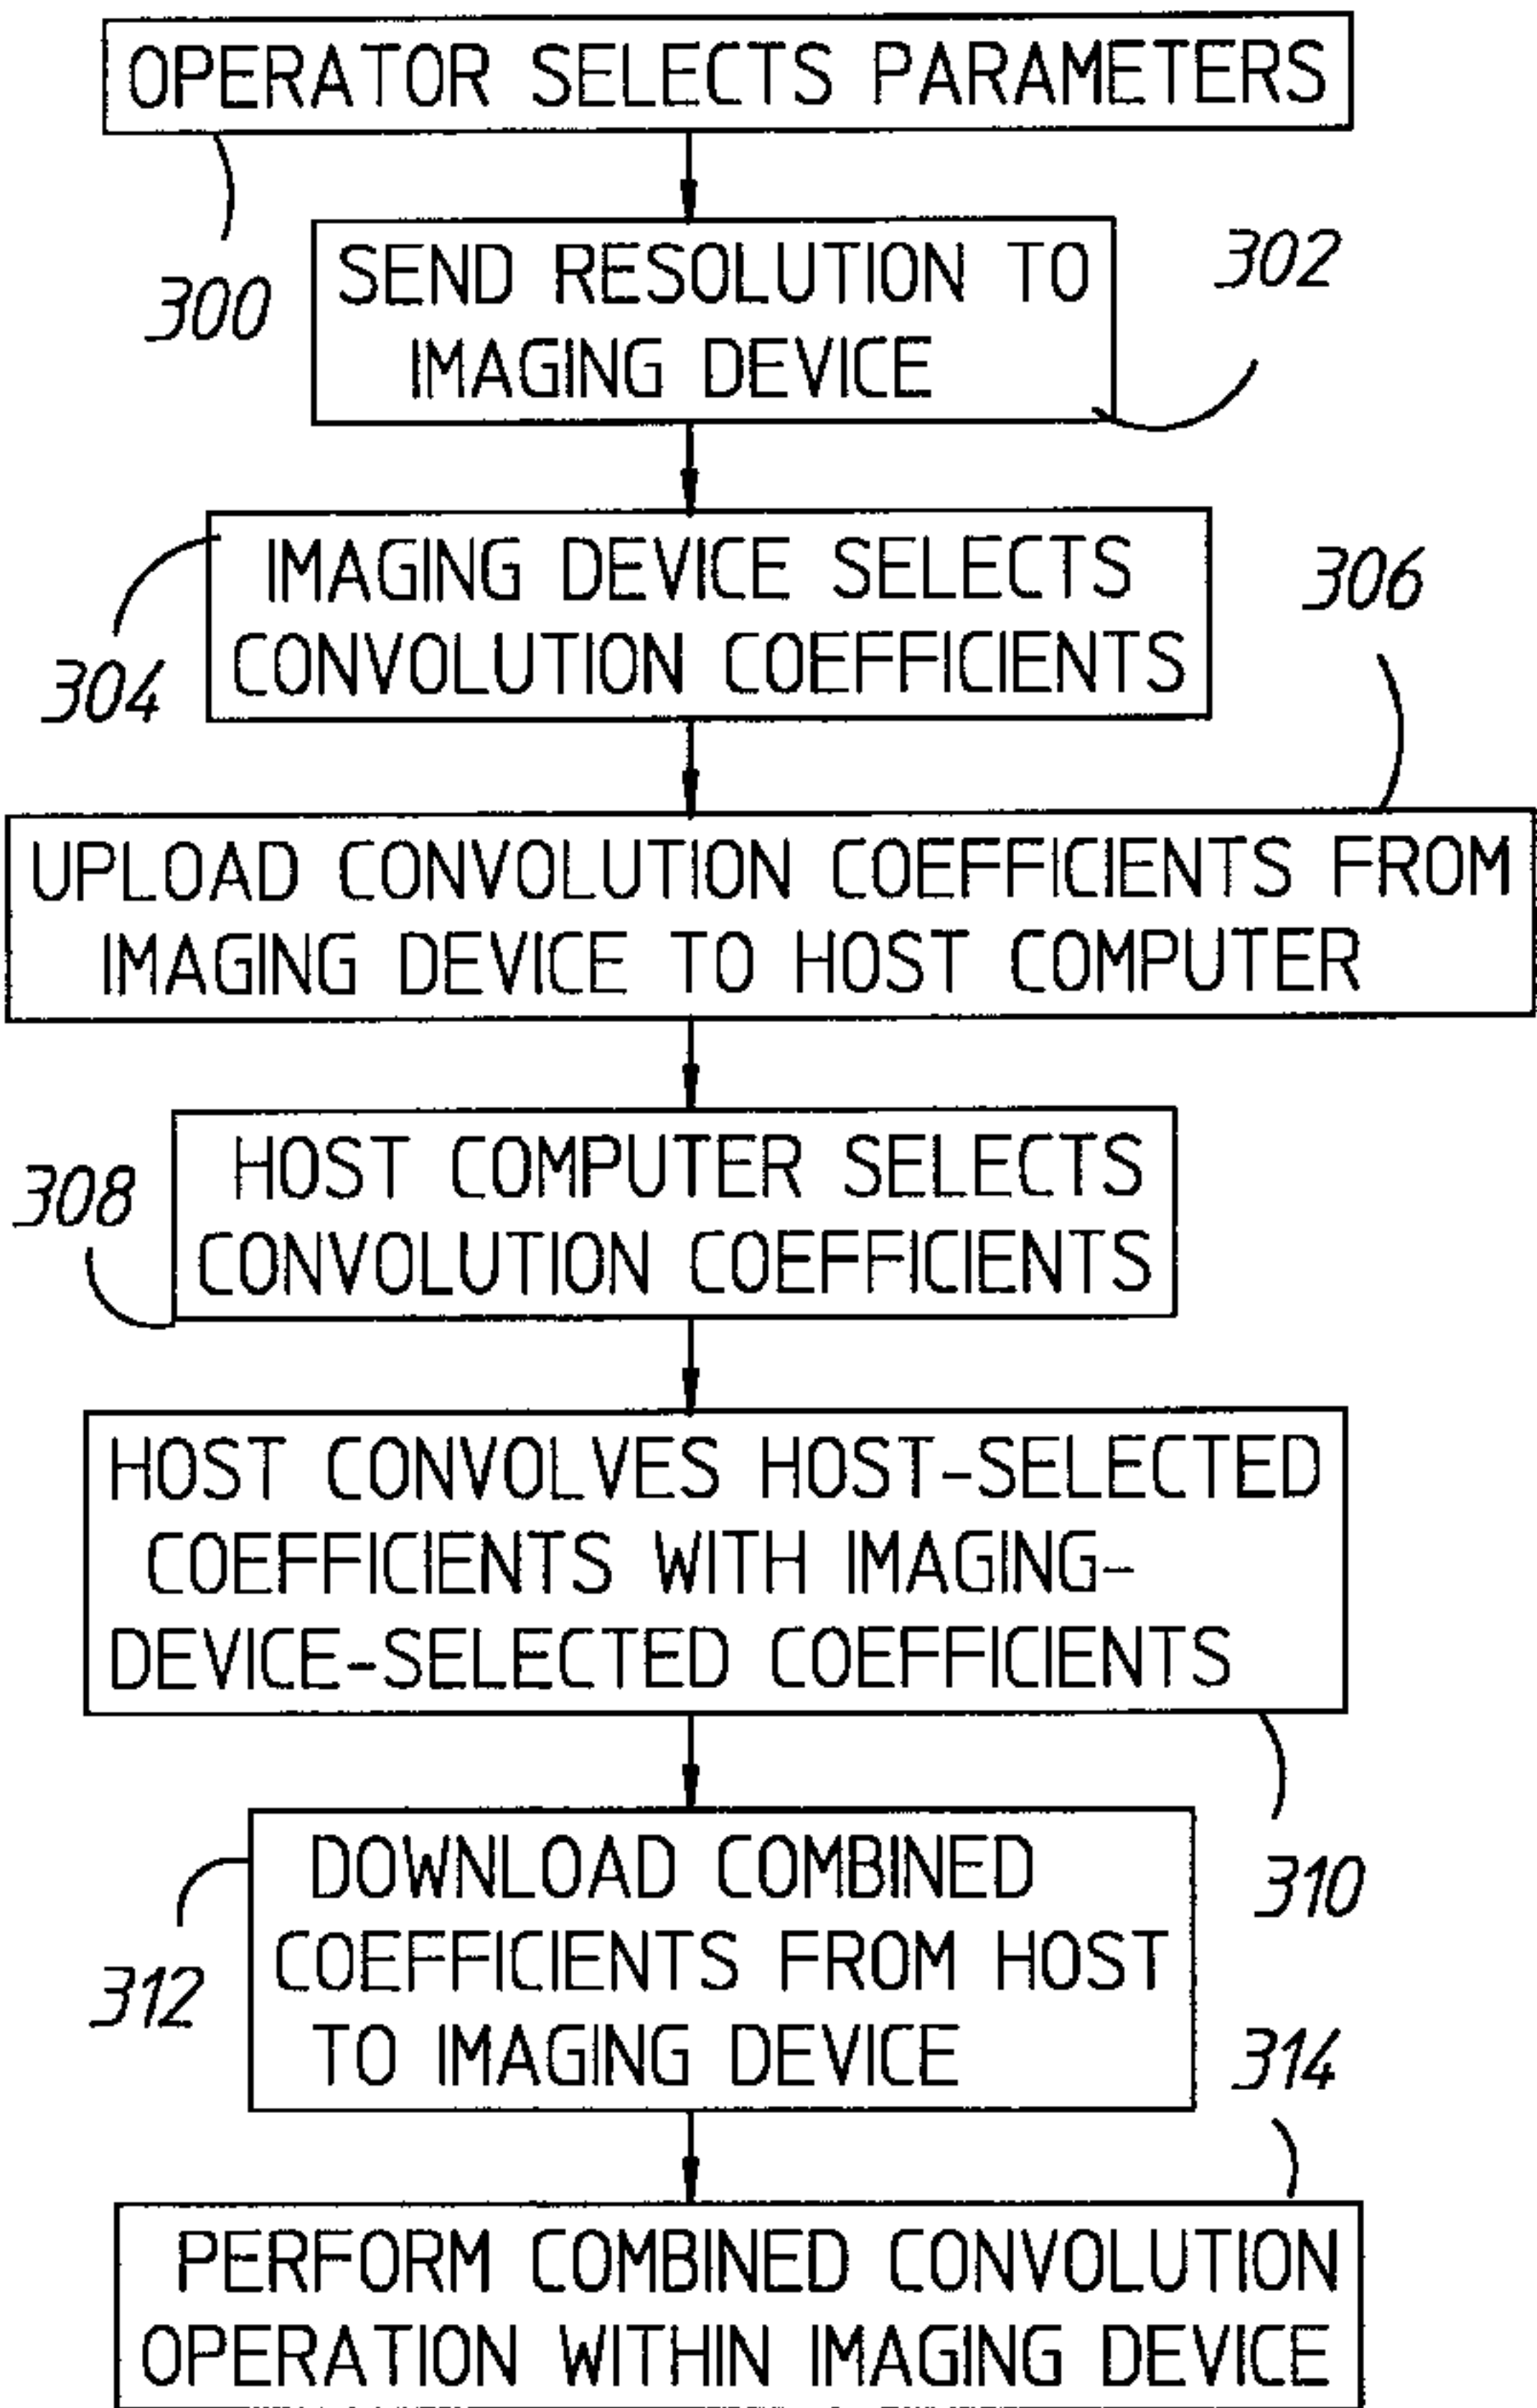 OPERATOR SELECTS PARAMETERS
300
SEND RESOLUTION TO
IMAGING DEVICE
302
IMAGING DEVICE SELECTS
CONVOLUTION COEFFICIENTS
304
306
UPLOAD CONVOLUTION COEFFICIENTS FROM
IMAGING DEVICE TO HOST COMPUTER
HOST COMPUTER SELECTS
CONVOLUTION COEFFICIENTS
308
HOST CONVOLVES HOST-SELECTED
COEFFICIENTS WITH IMAGING-
DEVICE-SELECTED COEFFICIENTS
310
DOWNLOAD COMBINED
COEFFICIENTS FROM HOST
TO IMAGING DEVICE
312
314
PERFORM COMBINED CONVOLUTION
OPERATION WITHIN IMAGING DEVICE